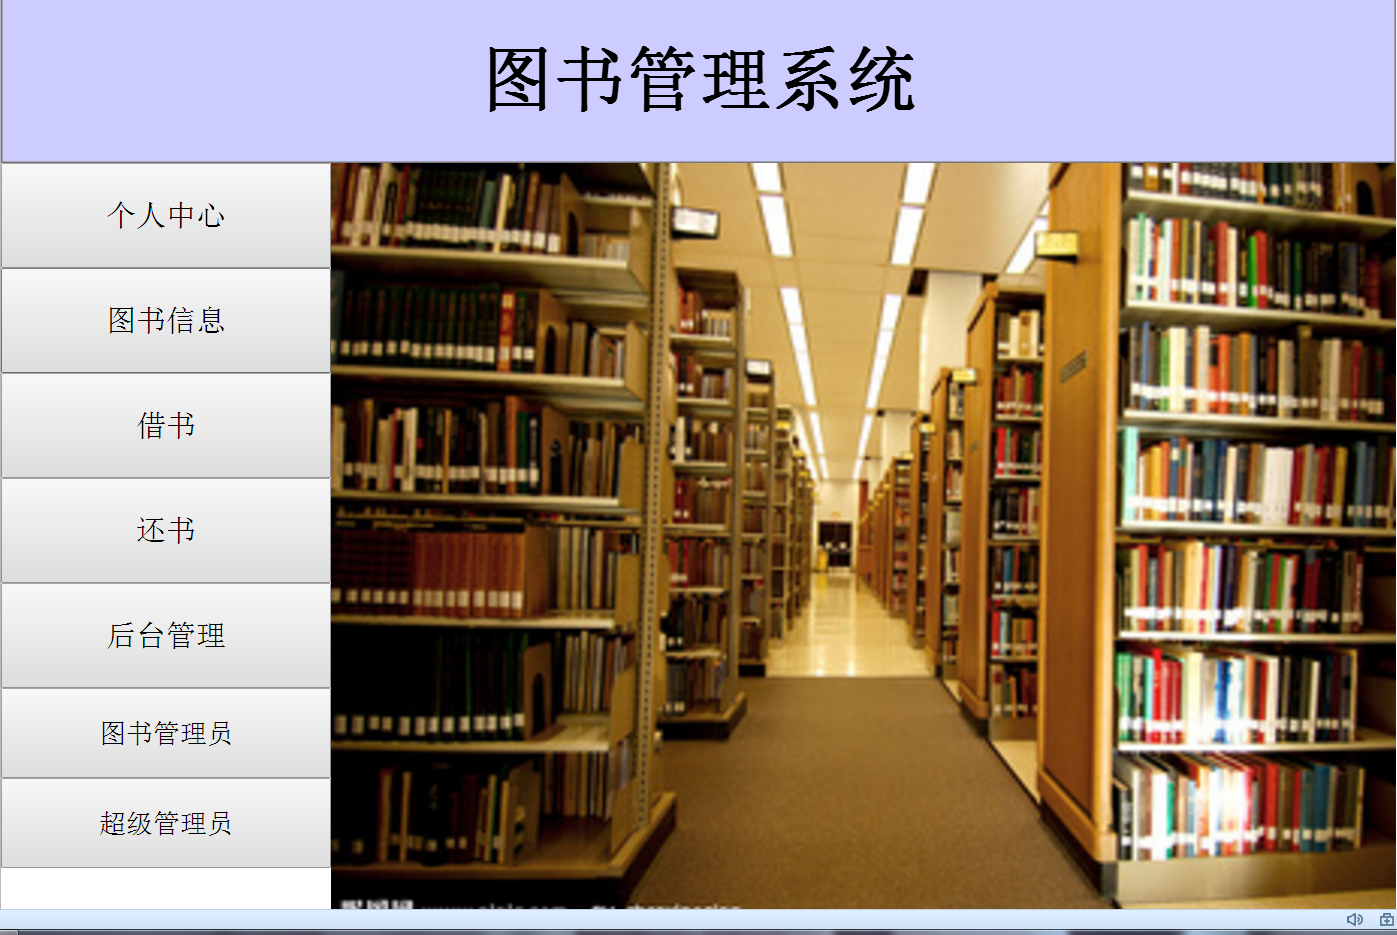 图书管理系统
个人中心
图书信息
借书
还书
后台管理
图书管理员
超级管理员